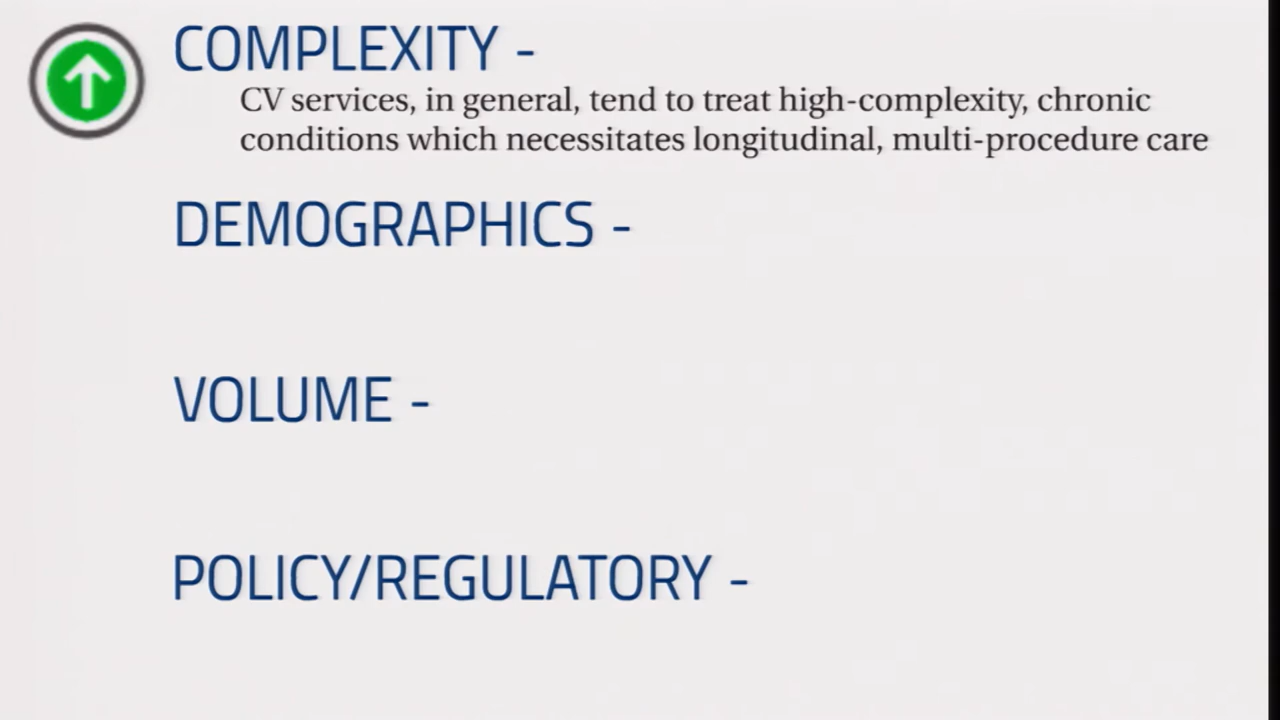 COMPLEXITY -
CV services, in general, tend to treat high-complexity, chronic
conditions which necessitates longitudinal, multi-procedure care
DEMOGRAPHICS -
VOLUME -
POLICY/REGULATORY -